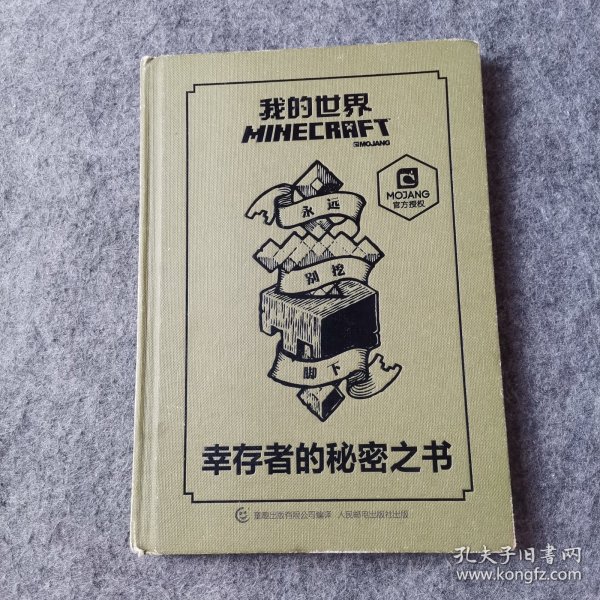 我的世界
MINECRAFT
MOJANG
MOJANG
官方授权
永远
别挖
脚下
幸存者的秘密之书
童趣出版有限公司编译 人民邮电出版社出版
孔夫子旧书网
www.kongfz.com